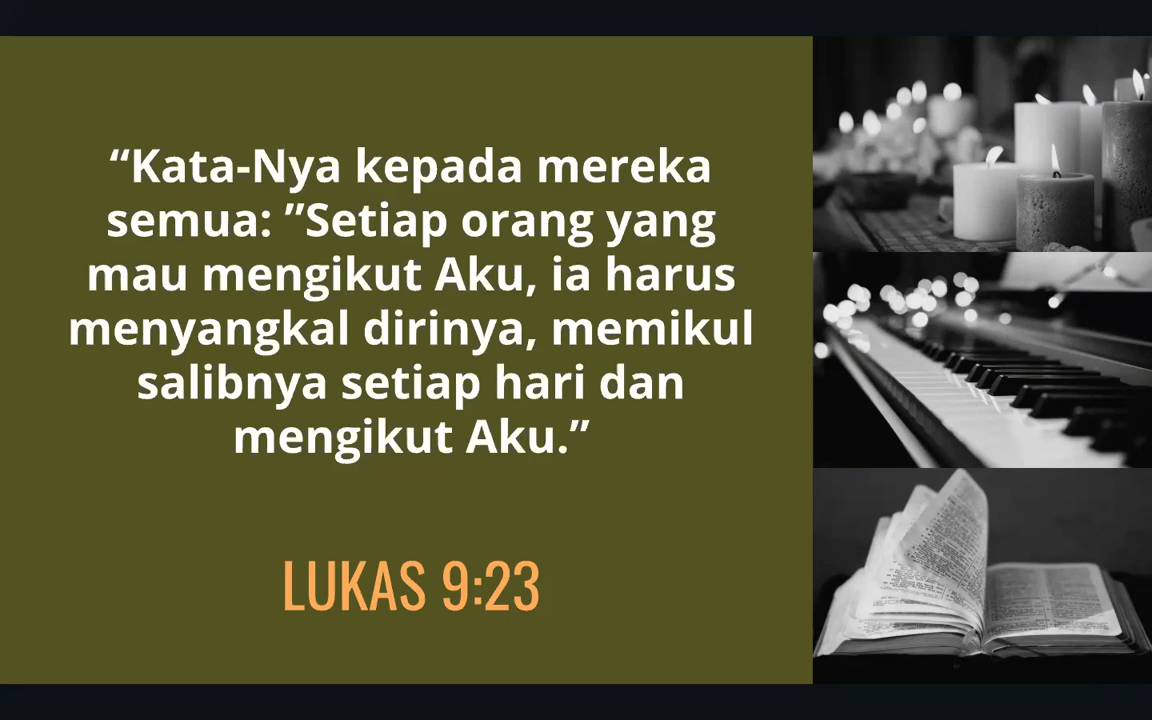 “Kata-Nya kepada mereka
semua: ”Setiap orang yang
mau mengikut Aku, ia harus
menyangkal dirinya, memikul
salibnya setiap hari dan
mengikut Aku.”
LUKAS 9:23